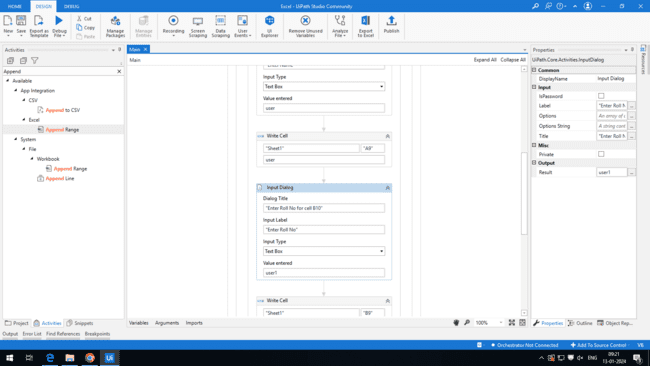 HOME DESIGN DEBUG Excel - UiPath Studio Community
New Save Export as Template Debug File Cut Copy Paste Manage Packages Manage Entities Recording Screen Scraping Data Scraping User Events UI Explorer Remove Unused Variables Analyze File Export to Excel Publish
Activities
Append
Available
App Integration
CSV
Append to CSV
Excel
Append Range
System
File
Workbook
Append Range
Append Line
Project Activities Snippets
Main
Main Expand All Collapse All
Input Type
Text Box
Value entered
user
Write Cell
"Sheet1" "A9"
user
Input Dialog
Dialog Title
"Enter Roll No for cell B10"
Input Label
"Enter Roll No"
Input Type
Text Box
Value entered
user1
Write Cell
"Sheet1" "B9"
Variables Arguments Imports 100%
Properties
UiPath.Core.Activities.InputDialog
Common
DisplayName Input Dialog
Input
IsPassword
Label "Enter Roll N ...
Options An array of o ...
Options String A string cont ...
Title "Enter Roll N ...
Misc
Private
Output
Result user1 ...
Resources
Properties Outline Object Rep...
Output Error List Find References Breakpoints
Orchestrator Not Connected Add To Source Control VB
ENG 09:21
13-01-2024